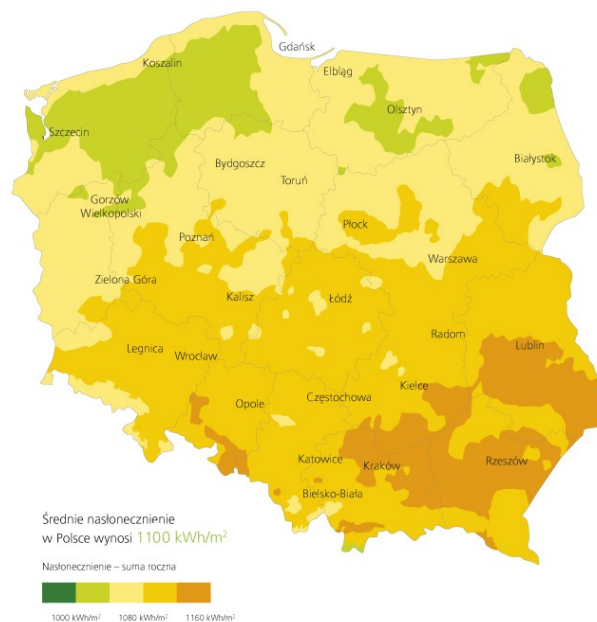 Gdańsk
Koszalin
Elbląg
Olsztyn
Szczecin
Bydgoszcz
Białystok
Toruń
Gorzów
Wielkopolski
Płock
Poznań
Warszawa
Zielona Góra
Kalisz
Łódź
Radom
Lublin
Legnica
Wrocław
Kielce
Opole
Częstochowa
Katowice
Kraków
Rzeszów
Bielsko-Biała
Średnie nasłonecznienie
w Polsce wynosi 1100 kWh/m²
Nasłonecznienie – suma roczna
1000 kWh/m² 1080 kWh/m² 1160 kWh/m²